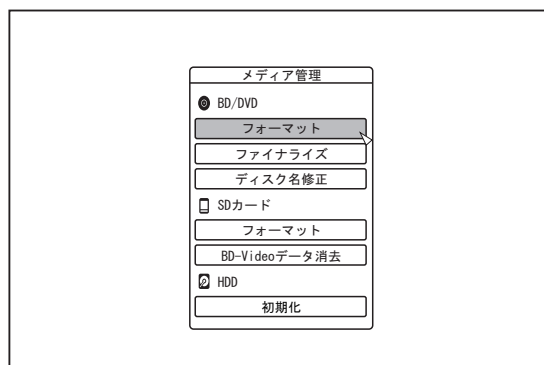 メディア管理
BD/DVD
フォーマット
ファイナライズ
ディスク名修正
SDカード
フォーマット
BD-Videoデータ消去
HDD
初期化